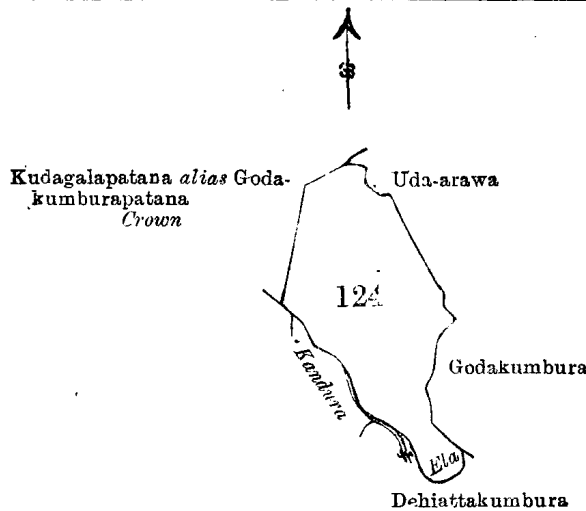 Kudagalapatana alias Goda-
kumburapatana
Crown
Uda-arawa
124
Kandura
Godakumbura
Ela
Dehiattakumbura